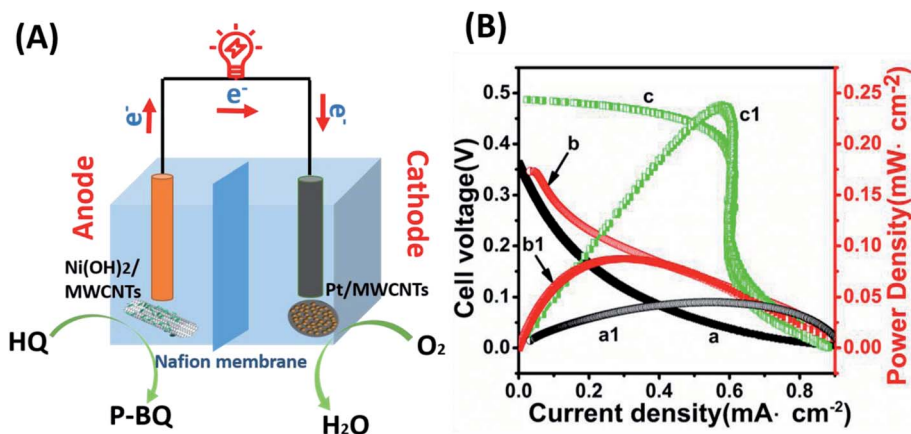 (A)
e-
e-
e-
Anode
Cathode
Ni(OH)2/
MWCNTs
Pt/MWCNTs
HQ
O2
Nafion membrane
P-BQ
H2O
(B)
Cell voltage(V)
0.5
0.4
0.3
0.2
0.1
0.0
c
c1
b
b1
a1
a
0.25
0.20
0.15
0.10
0.05
0.00
Power Density(mW· cm-2)
0.0 0.2 0.4 0.6 0.8
Current density(mA· cm-2)